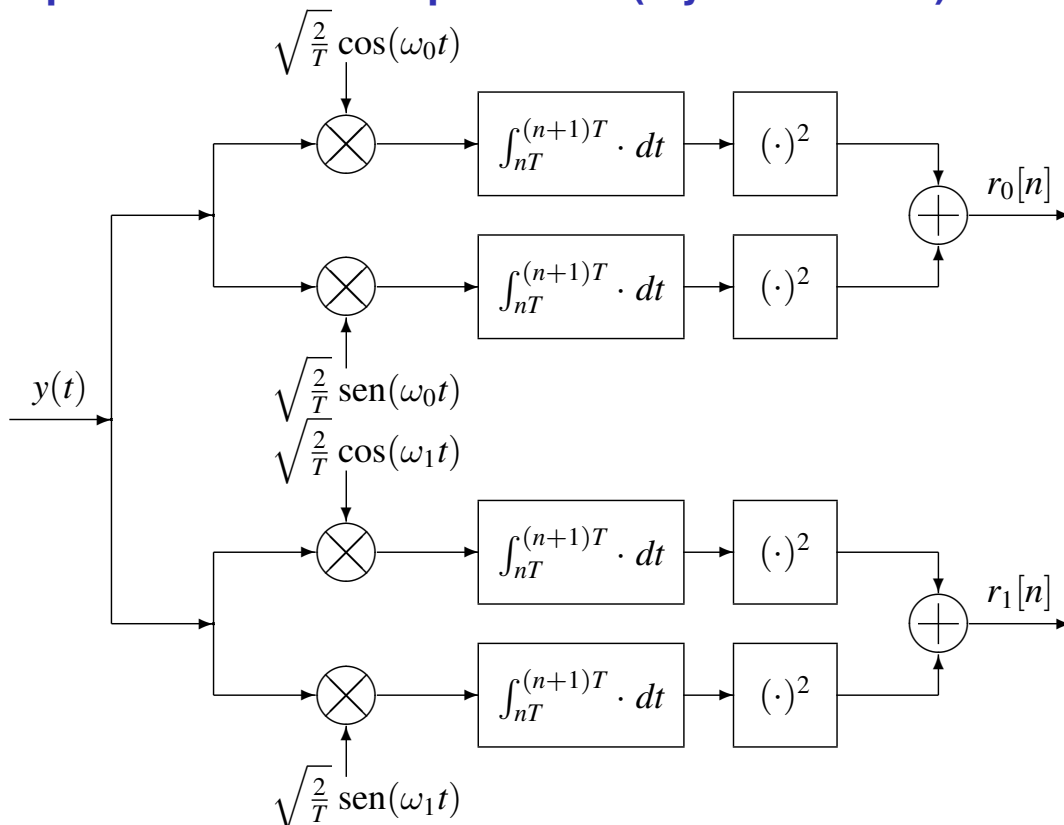 √(2/T) cos(ω₀t)
∫_{nT}^{(n+1)T} · dt
(·)²
r₀[n]
∫_{nT}^{(n+1)T} · dt
(·)²
√(2/T) sen(ω₀t)
y(t)
√(2/T) cos(ω₁t)
∫_{nT}^{(n+1)T} · dt
(·)²
r₁[n]
∫_{nT}^{(n+1)T} · dt
(·)²
√(2/T) sen(ω₁t)